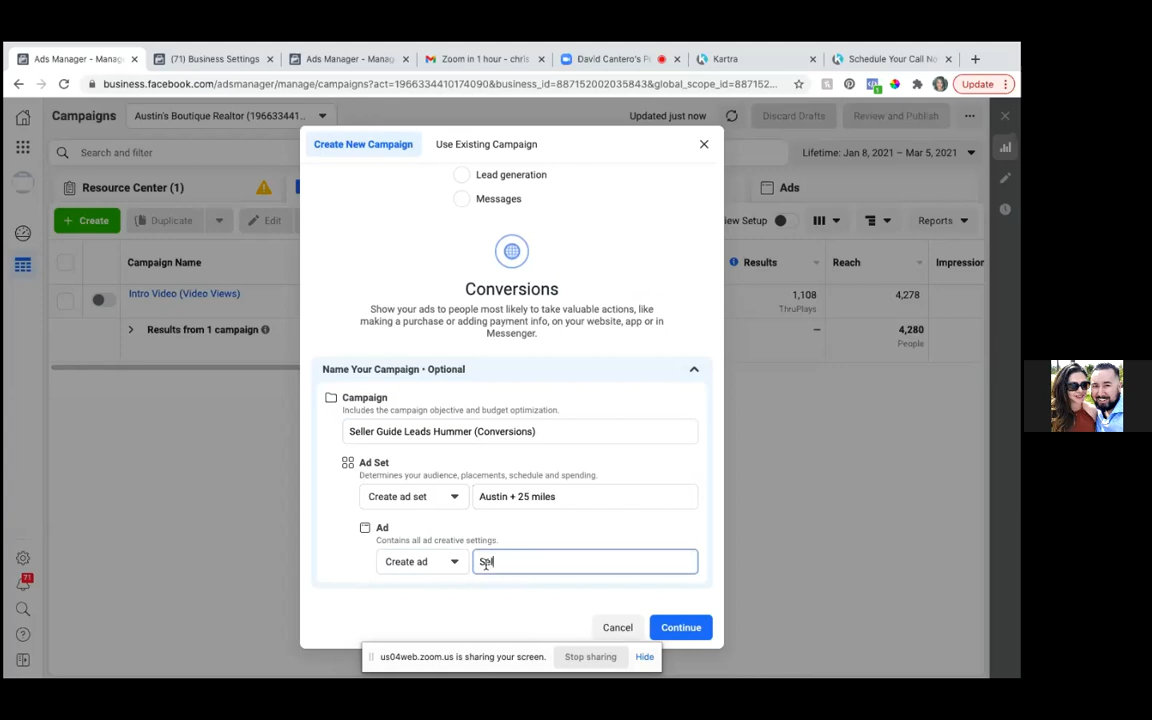 Ads Manager - Manag
(71) Business Settings
Ads Manager - Manag
Zoom in 1 hour - chris
David Cantero's P
Kartra
Schedule Your Call No
business.facebook.com/adsmanager/manage/campaigns?act=1966334410174090&business_id=887152002035843&global_scope_id=887152...
Update
Campaigns
Austin's Boutique Realtor (196633441...
Updated just now
Discard Drafts
Review and Publish
Create New Campaign
Use Existing Campaign
Search and filter
Lifetime: Jan 8, 2021 – Mar 5, 2021
Lead generation
Resource Center (1)
Ads
Messages
+ Create
Duplicate
Edit
ew Setup
Reports
Campaign Name
Results
Reach
Impression
Intro Video (Video Views)
1,108
ThruPlays
4,278
Results from 1 campaign
—
4,280
People
Conversions
Show your ads to people most likely to take valuable actions, like
making a purchase or adding payment info, on your website, app or in
Messenger.
Name Your Campaign • Optional
Campaign
Includes the campaign objective and budget optimization.
Seller Guide Leads Hummer (Conversions)
Ad Set
Determines your audience, placements, schedule and spending.
Create ad set
Austin + 25 miles
Ad
Contains all ad creative settings.
Create ad
Sel
71
Cancel
Continue
us04web.zoom.us is sharing your screen.
Stop sharing
Hide